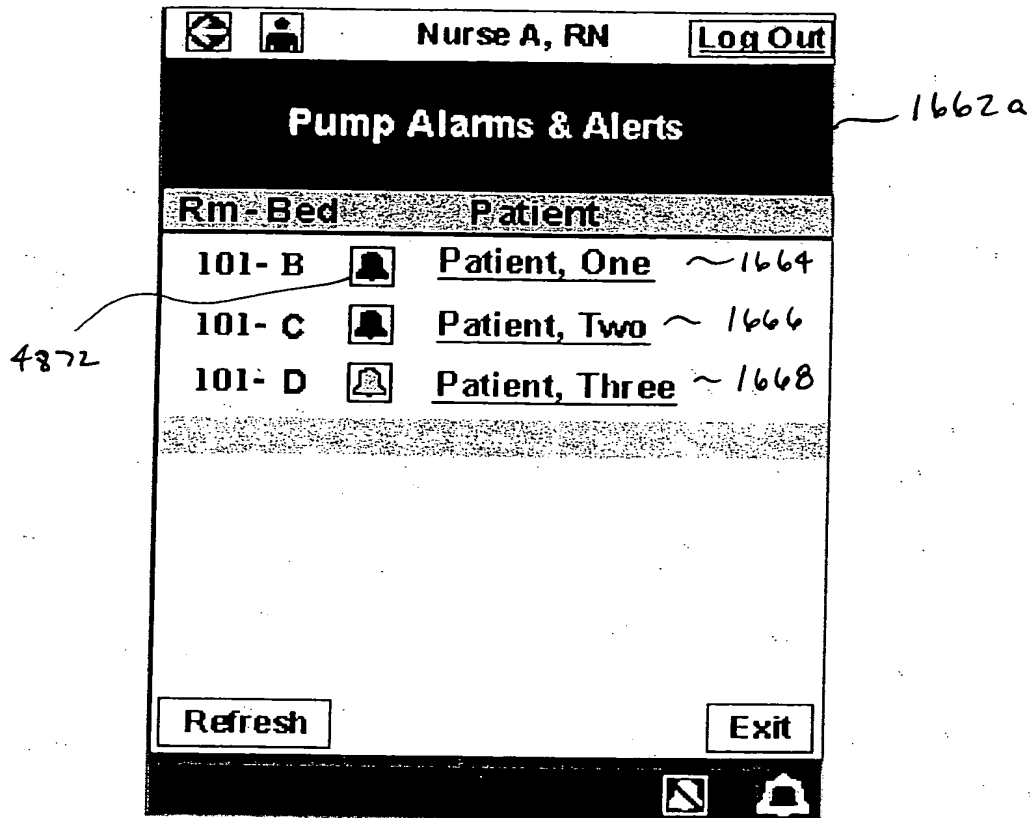 Nurse A, RN Log Out
Pump Alarms & Alerts 1662a
Rm-Bed Patient
101- B Patient, One 1664
101- C Patient, Two 1666
4872
101- D Patient, Three 1668
Refresh Exit